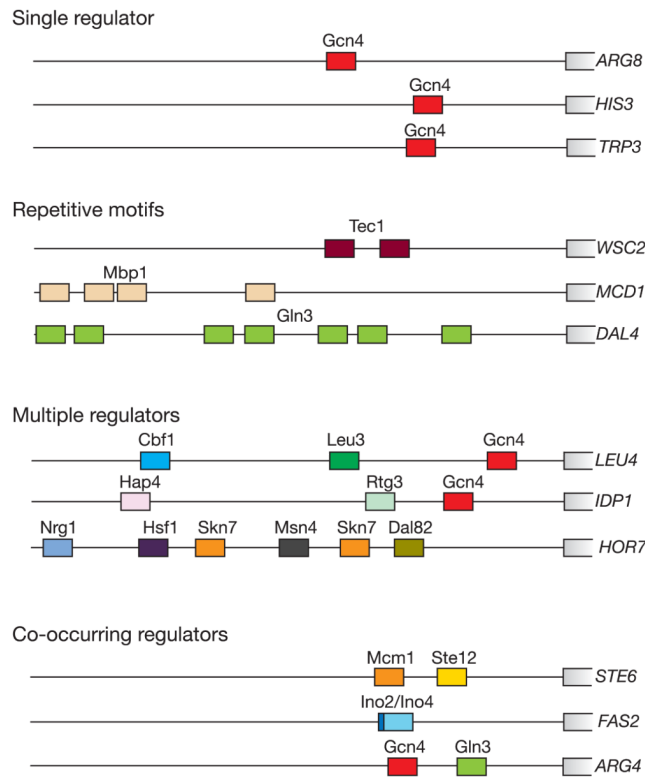 Single regulator
Gcn4
ARG8
Gcn4
HIS3
Gcn4
TRP3
Repetitive motifs
Tec1
WSC2
Mbp1
MCD1
Gln3
DAL4
Multiple regulators
Cbf1 Leu3 Gcn4
LEU4
Hap4 Rtg3 Gcn4
IDP1
Nrg1 Hsf1 Skn7 Msn4 Skn7 Dal82
HOR7
Co-occurring regulators
Mcm1 Ste12
STE6
Ino2/Ino4
FAS2
Gcn4 Gln3
ARG4